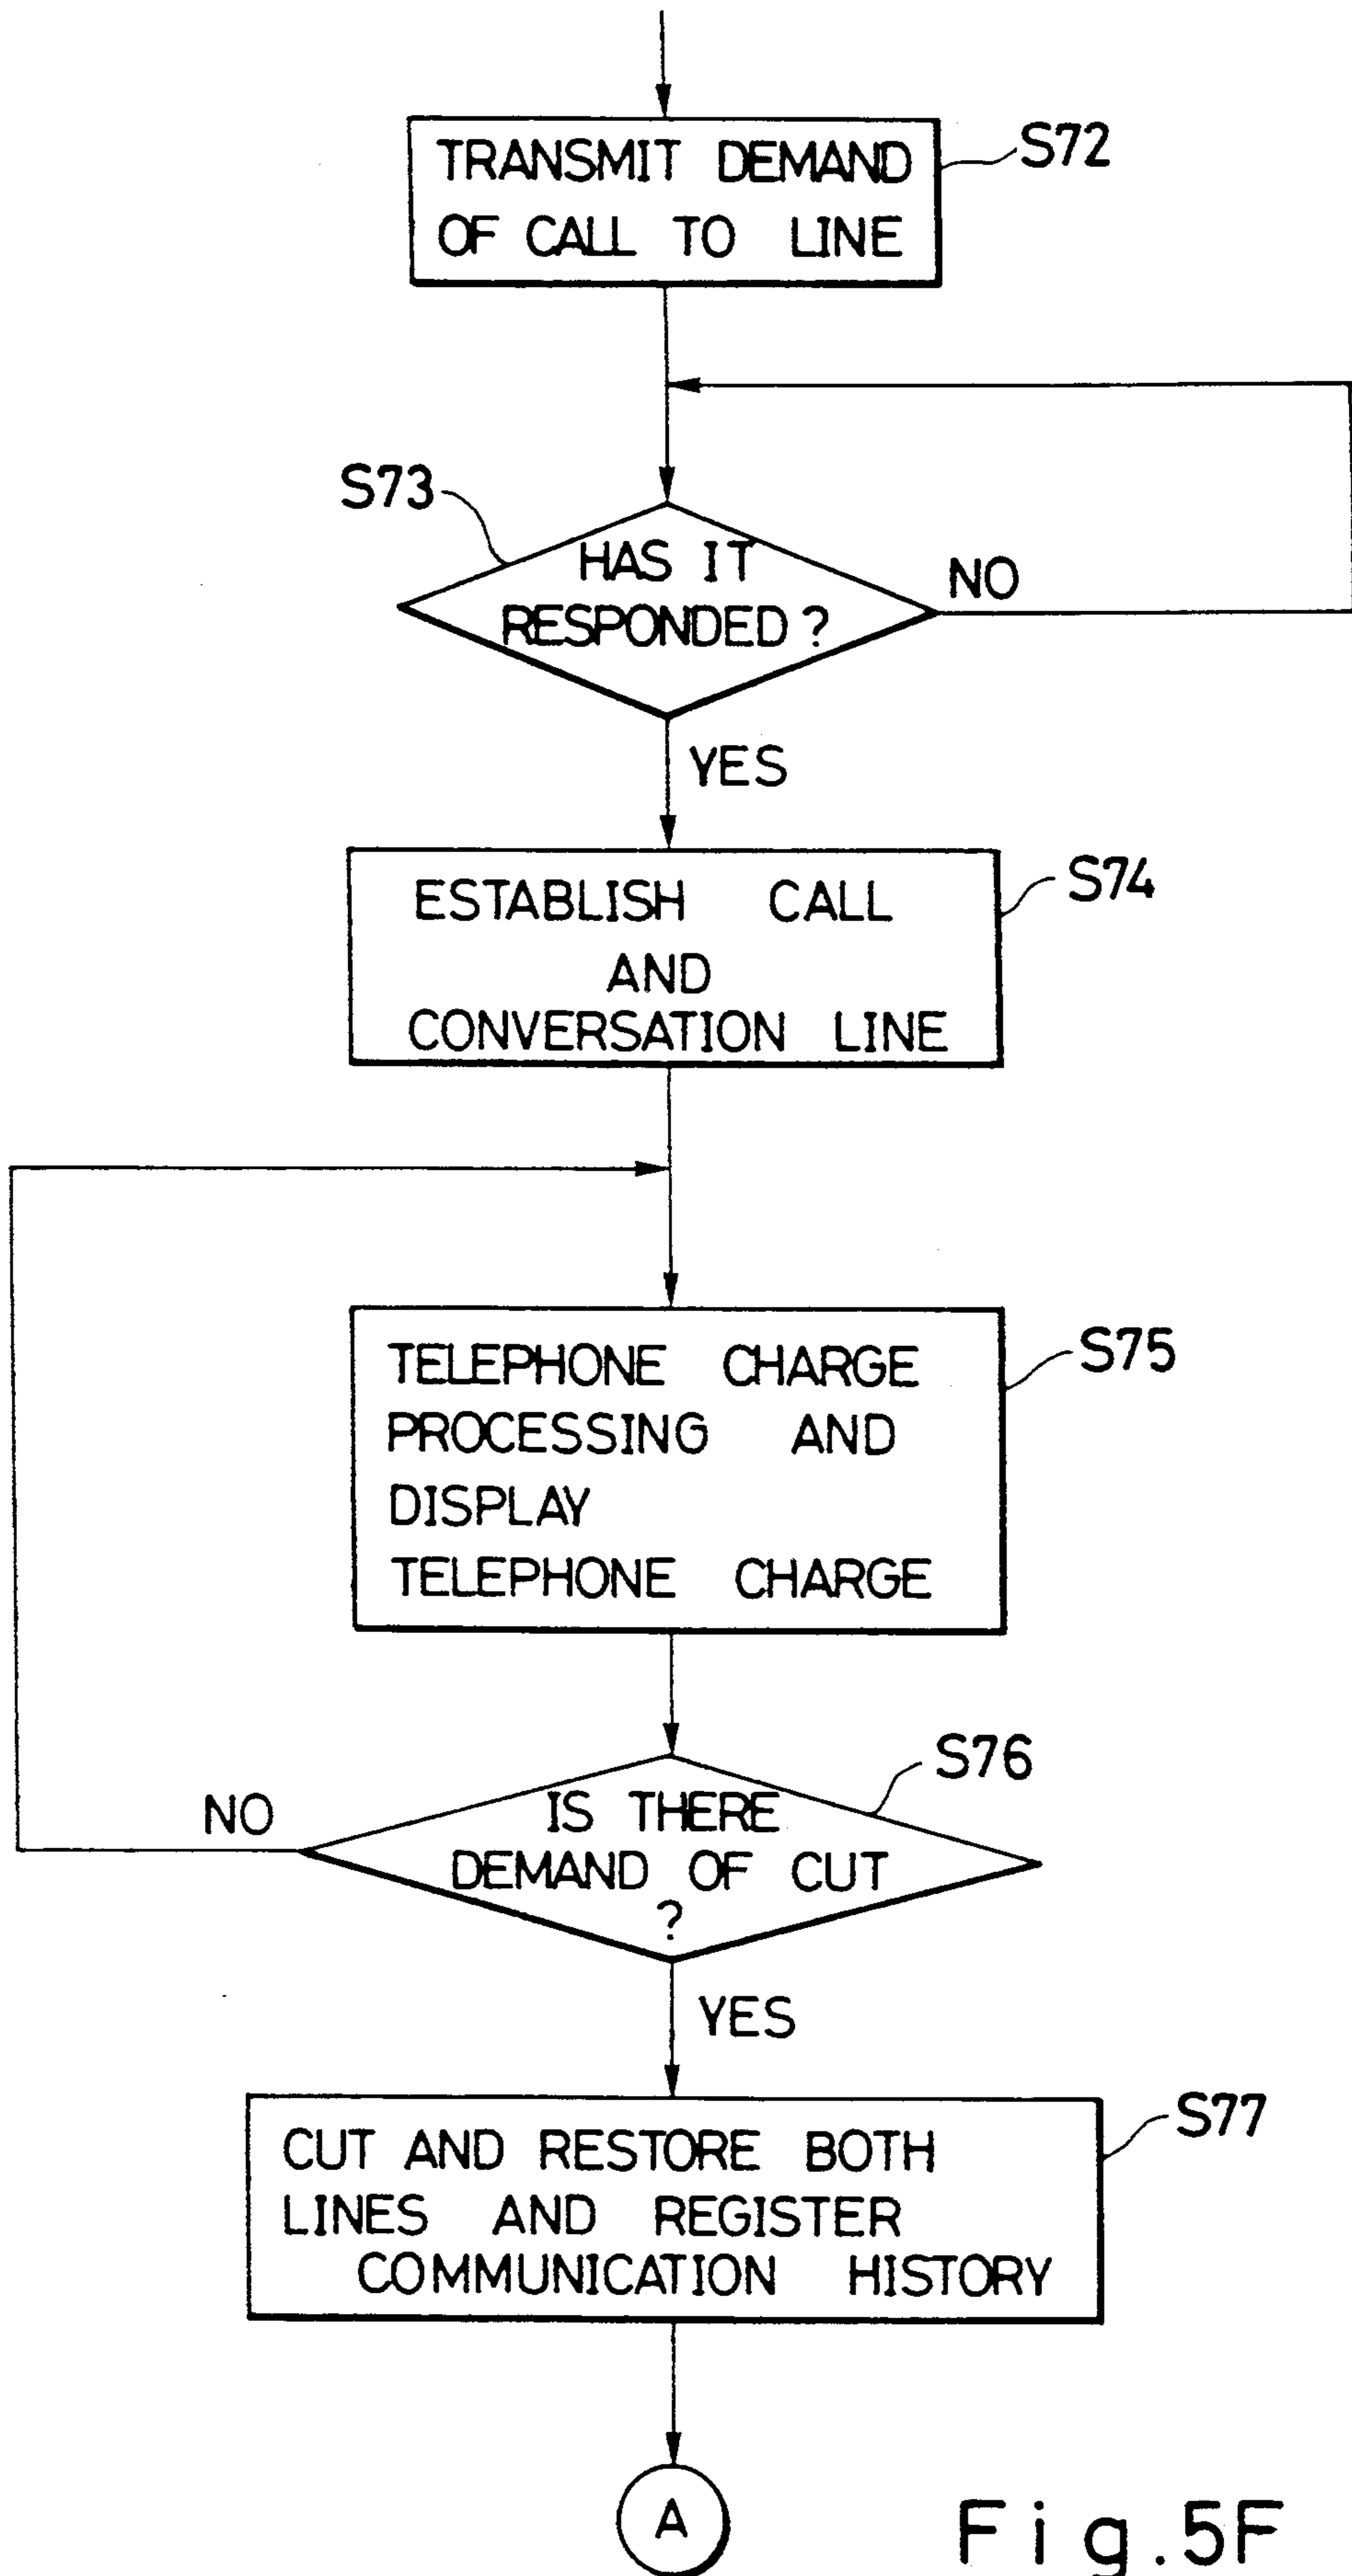 TRANSMIT DEMAND
OF CALL TO LINE
S72
S73
HAS IT
RESPONDED ?
NO
YES
ESTABLISH CALL
AND
CONVERSATION LINE
S74
TELEPHONE CHARGE
PROCESSING AND
DISPLAY
TELEPHONE CHARGE
S75
S76
NO
IS THERE
DEMAND OF CUT
?
YES
CUT AND RESTORE BOTH
LINES AND REGISTER
COMMUNICATION HISTORY
S77
A
Fig.5F